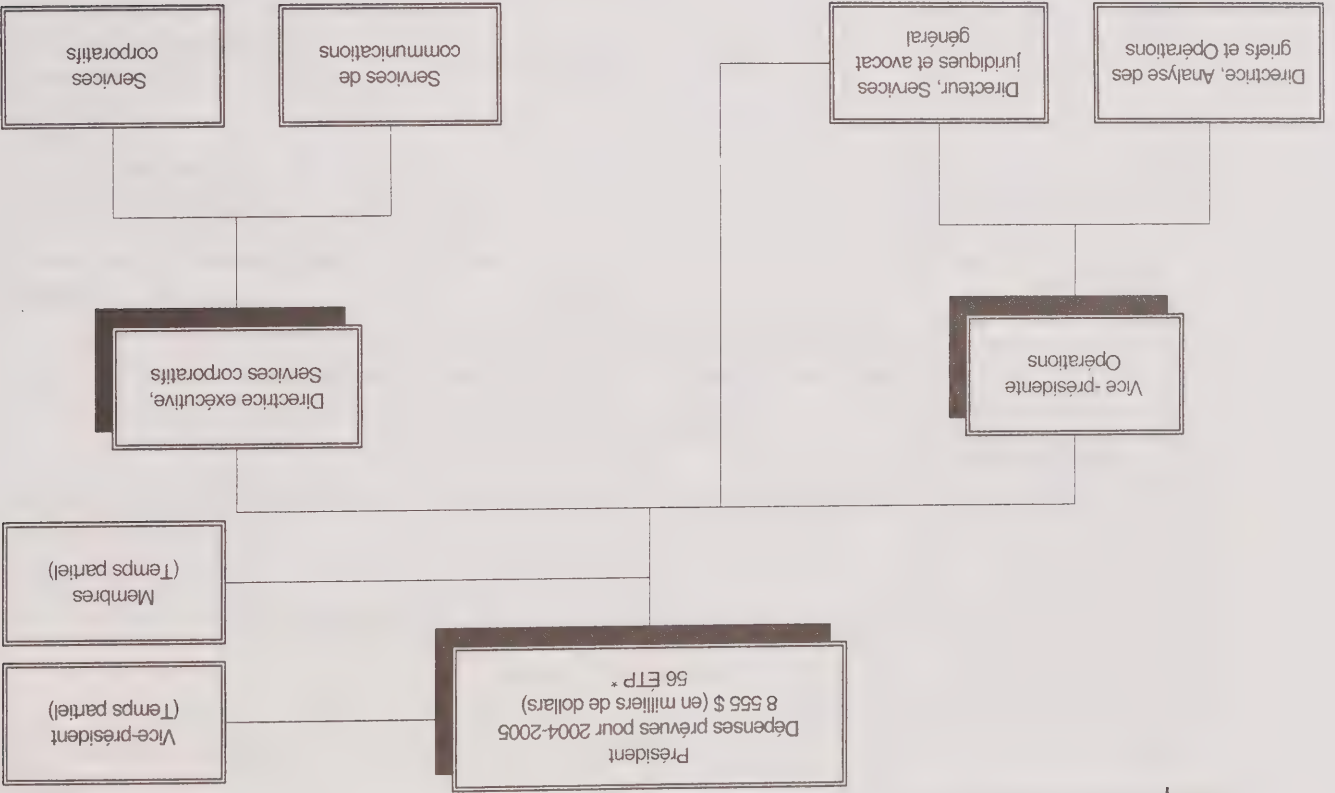 Président
Dépenses prévues pour 2004-2005
8 555 $ (en milliers de dollars)
56 ÉTP *
Vice-président
(Temps partiel)
Membres
(Temps partiel)
Vice -présidente
Opérations
Directrice exécutive,
Services corporatifs
Directrice, Analyse des
griefs et Opérations
Directeur, Services
juridiques et avocat
général
Services de
communications
Services
corporatifs